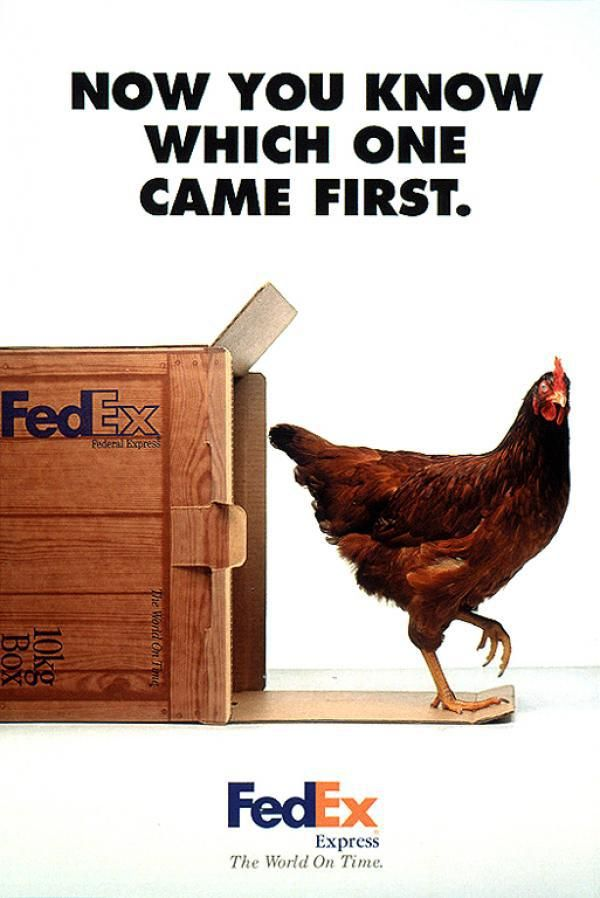 NOW YOU KNOW
WHICH ONE
CAME FIRST.
FedEx
Federal Express
The World On Time.
10kg
Box
FedEx
Express
The World On Time.